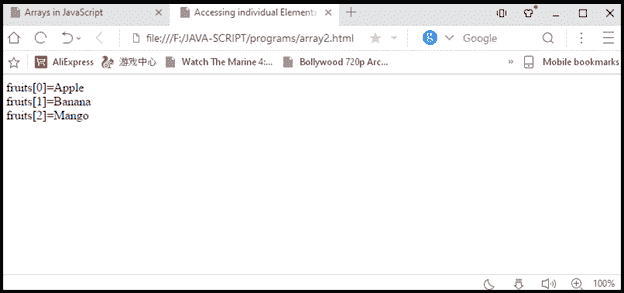 Arrays in JavaScript
Accessing individual Elements
file:///F:/JAVA-SCRIPT/programs/array2.html
Google
AliExpress 游戏中心 Watch The Marine 4:... Bollywood 720p Arc... » Mobile bookmarks
fruits[0]=Apple
fruits[1]=Banana
fruits[2]=Mango
100%